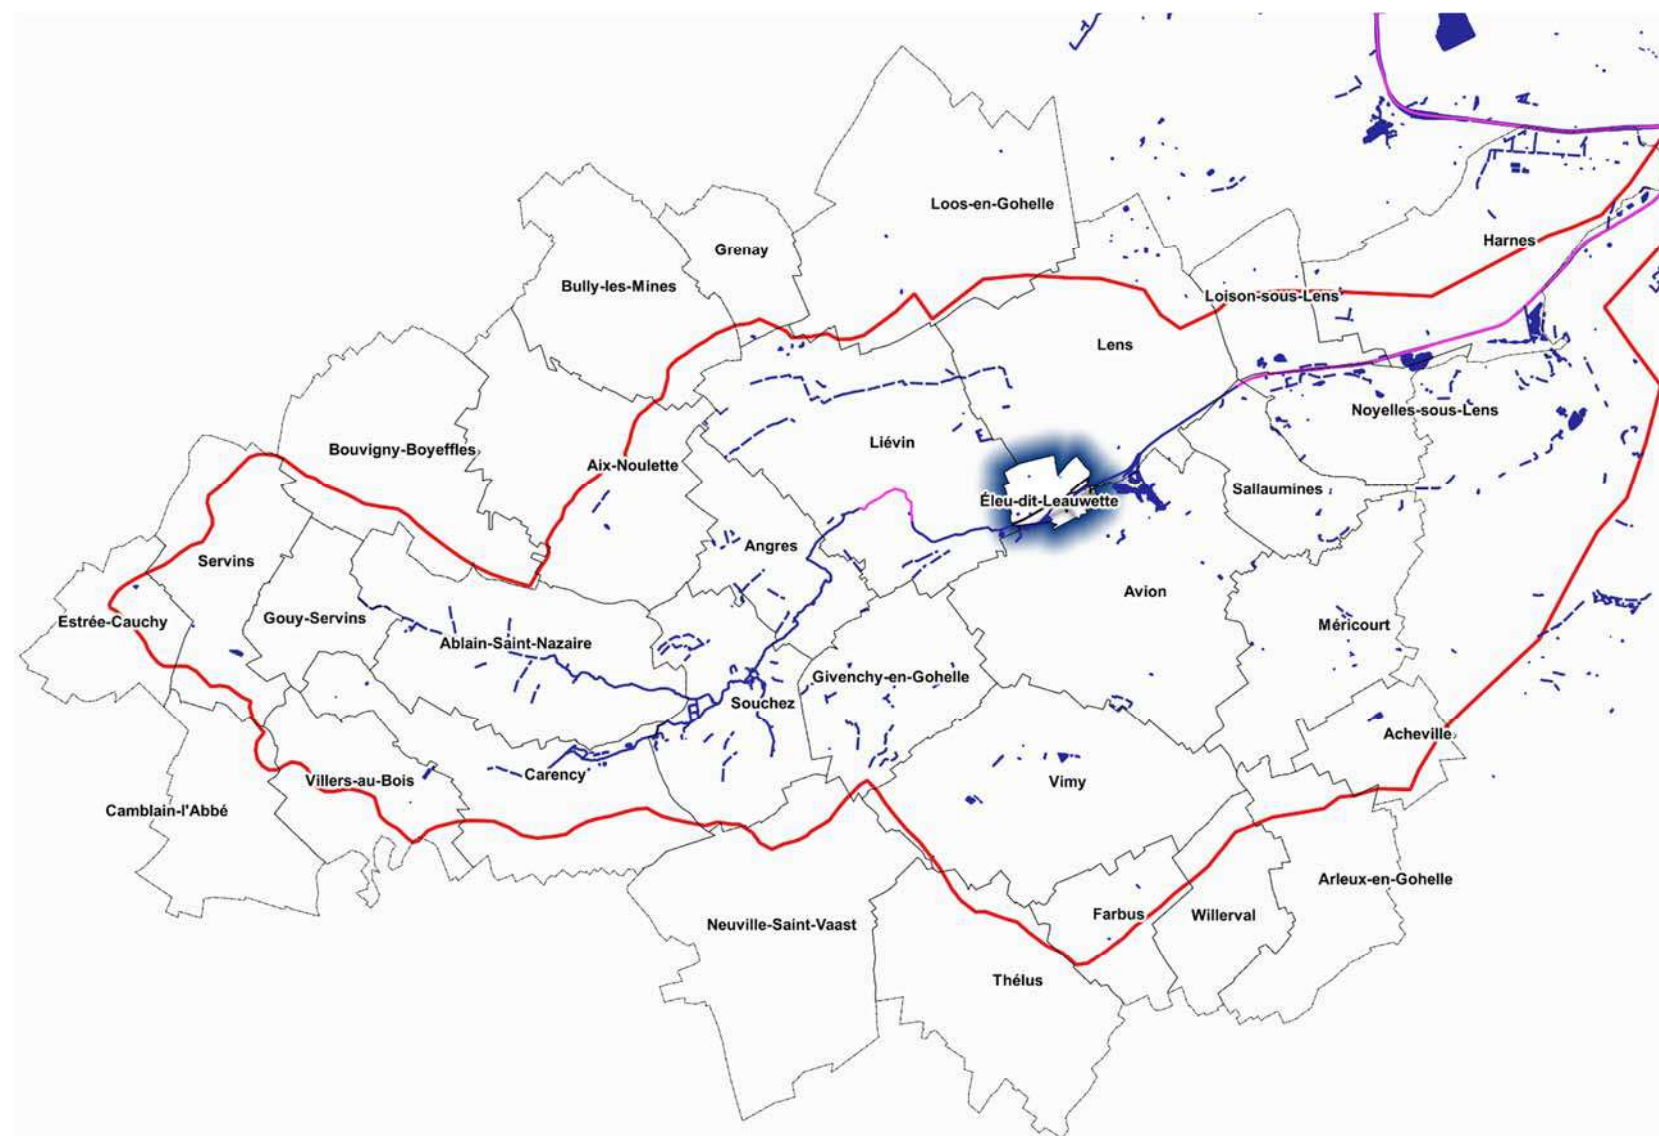 Loos-en-Gohelle
Grenay
Harnes
Bully-les-Mines
Loison-sous-Lens
Lens
Noyelles-sous-Lens
Liévin
Bouvigny-Boyeffles
Aix-Noulette
Sallaumines
Éleu-dit-Leauwette
Angres
Servins
Avion
Gouy-Servins
Estrée-Cauchy
Méricourt
Ablain-Saint-Nazaire
Givenchy-en-Gohelle
Souchez
Acheville
Carency
Villers-au-Bois
Vimy
Camblain-l'Abbé
Arleux-en-Gohelle
Farbus
Willerval
Neuville-Saint-Vaast
Thélus